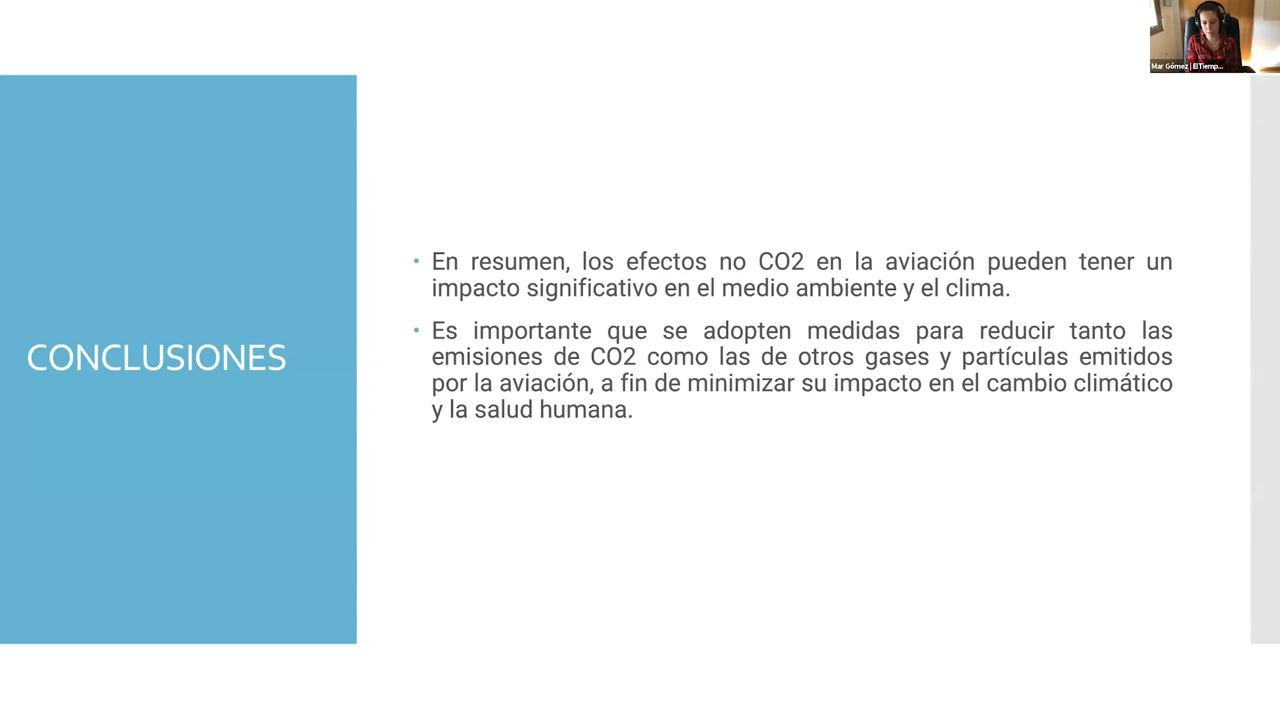 Mar Gómez | ElTiemp...
CONCLUSIONES
• En resumen, los efectos no CO2 en la aviación pueden tener un
impacto significativo en el medio ambiente y el clima.
• Es importante que se adopten medidas para reducir tanto las
emisiones de CO2 como las de otros gases y partículas emitidos
por la aviación, a fin de minimizar su impacto en el cambio climático
y la salud humana.